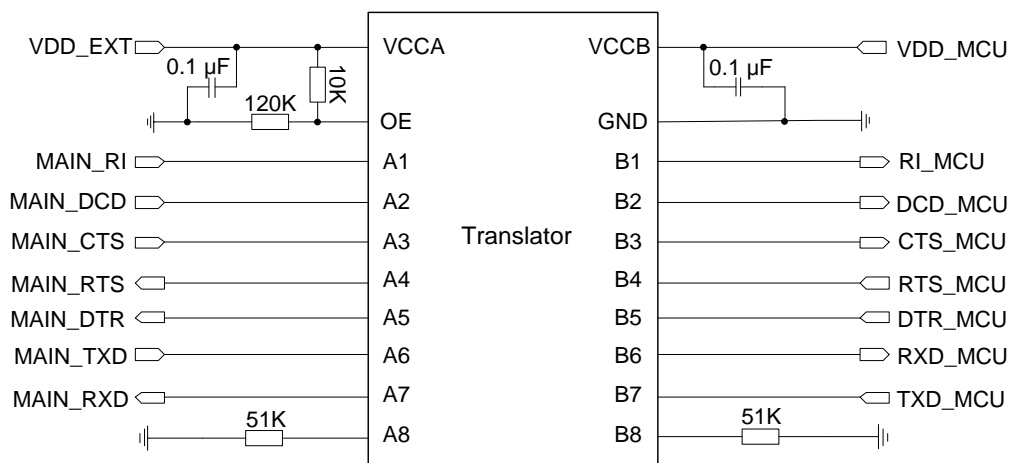 VDD_EXT VCCA VCCB VDD_MCU
0.1 µF 10K 0.1 µF
120K OE GND
MAIN_RI A1 B1 RI_MCU
MAIN_DCD A2 B2 DCD_MCU
MAIN_CTS A3 Translator B3 CTS_MCU
MAIN_RTS A4 B4 RTS_MCU
MAIN_DTR A5 B5 DTR_MCU
MAIN_TXD A6 B6 RXD_MCU
MAIN_RXD A7 B7 TXD_MCU
51K A8 B8 51K